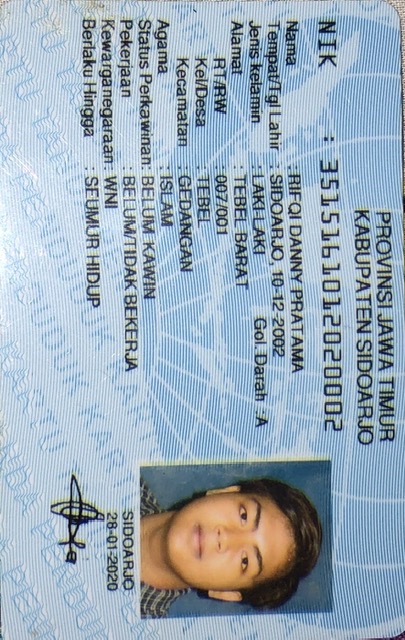 PROVINSI JAWA TIMUR
KABUPATEN SIDOARJO
NIK : 3515161012020002
Nama : RIFQI DANNY PRATAMA
Tempat/Tgl Lahir : SIDOARJO, 10-12-2002
Jenis kelamin : LAKI-LAKI Gol. Darah : A
Alamat : TEBEL BARAT
RT/RW : 007/001
Kel/Desa : TEBEL
Kecamatan : GEDANGAN
Agama : ISLAM
Status Perkawinan : BELUM KAWIN
Pekerjaan : BELUM/TIDAK BEKERJA
Kewarganegaraan : WNI
Berlaku Hingga : SEUMUR HIDUP
SIDOARJO
28-01-2020